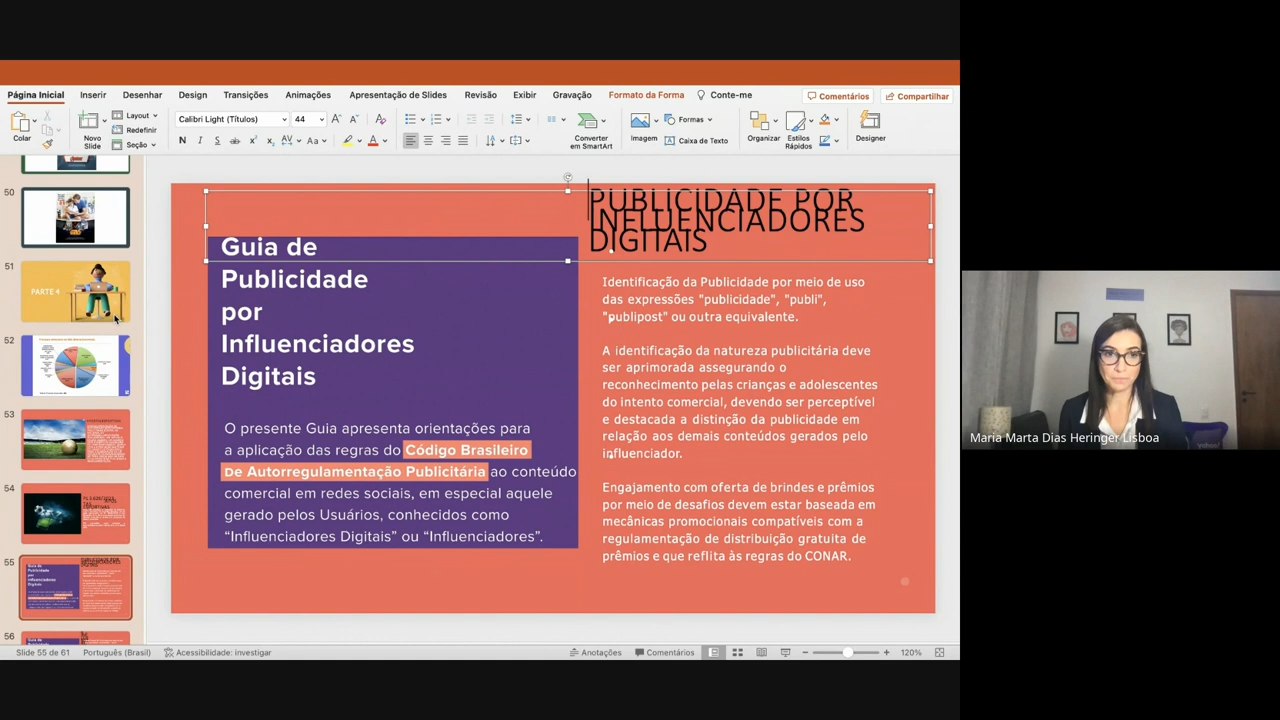 Página Inicial
Inserir
Desenhar
Design
Transições
Animações
Apresentação de Slides
Revisão
Exibir
Gravação
Formato da Forma
Conte-me
Comentários
Compartilhar
Colar
Novo
Slide
Layout
Redefinir
Seção
Calibri Light (Títulos)
44
Converter
em SmartArt
Imagem
Formas
Caixa de Texto
Organizar
Estilos
Rápidos
Designer
50
51
PARTE 4
52
53
54
55
56
PUBLICIDADE POR
INFLUENCIADORES
DIGITAIS
Guia de
Publicidade
por
Influenciadores
Digitais
O presente Guia apresenta orientações para
a aplicação das regras do Código Brasileiro
De Autorregulamentação Publicitária ao conteúdo
comercial em redes sociais, em especial aquele
gerado pelos Usuários, conhecidos como
“Influenciadores Digitais” ou “Influenciadores”.
Identificação da Publicidade por meio de uso
das expressões "publicidade", "publi",
"publipost" ou outra equivalente.
A identificação da natureza publicitária deve
ser aprimorada assegurando o
reconhecimento pelas crianças e adolescentes
do intento comercial, devendo ser perceptível
e destacada a distinção da publicidade em
relação aos demais conteúdos gerados pelo
influenciador.
Engajamento com oferta de brindes e prêmios
por meio de desafios devem estar baseada em
mecânicas promocionais compatíveis com a
regulamentação de distribuição gratuita de
prêmios e que reflita às regras do CONAR.
Maria Marta Dias Heringer Lisboa
Slide 55 de 61
Português (Brasil)
Acessibilidade: investigar
Anotações
Comentários
120%